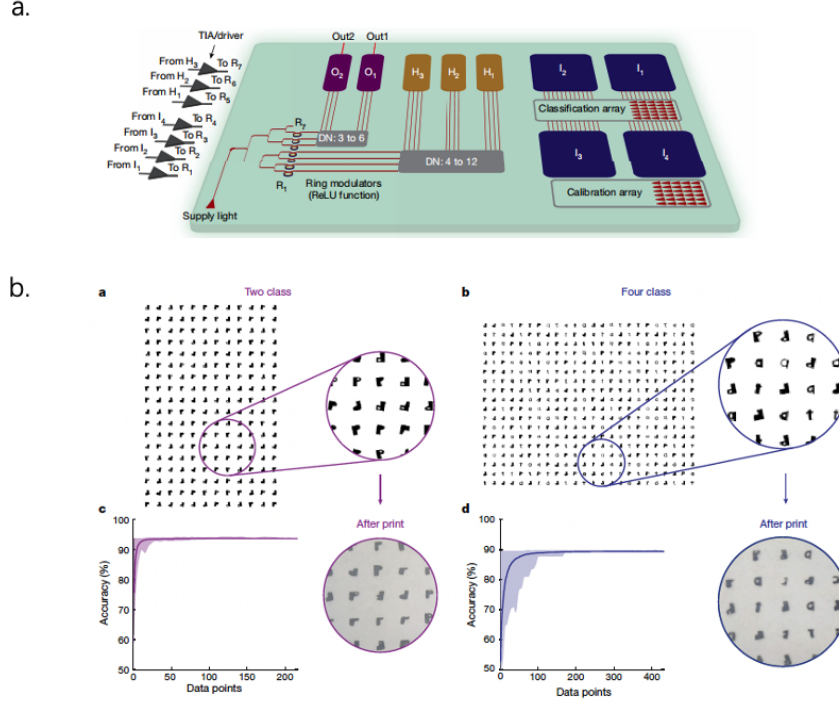 a.
TIA/driver
From H3 To R7
From H2 To R6
From H1 To R5
From I4 To R4
From I3 To R3
From I2 To R2
From I1 To R1
Out2 Out1
O2 O1 H3 H2 H1 I2 I1
Classification array
R7
DN: 3 to 6
DN: 4 to 12
I3 I4
R1
Ring modulators
(ReLU function)
Calibration array
Supply light
b.
a Two class
b Four class
c
After print
100
90
80
70
60
50
Accuracy (%)
0 50 100 150 200
Data points
d
After print
100
90
80
70
60
50
Accuracy (%)
0 100 200 300 400
Data points